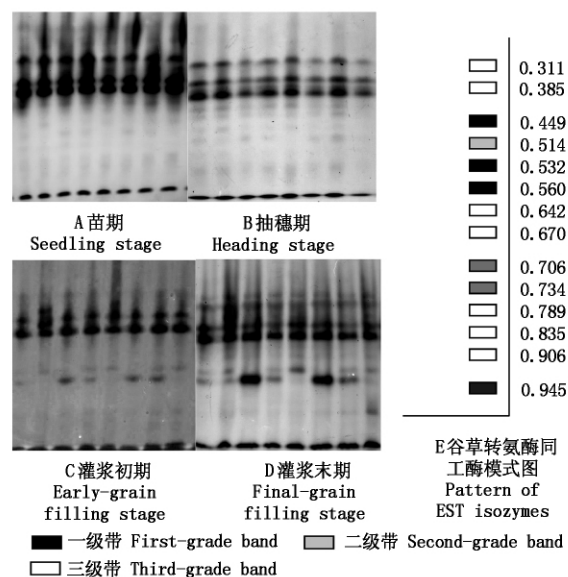 A苗期
Seedling stage
B抽穗期
Heading stage
C灌浆初期
Early-grain
filling stage
D灌浆末期
Final-grain
filling stage
0.311
0.385
0.449
0.514
0.532
0.560
0.642
0.670
0.706
0.734
0.789
0.835
0.906
0.945
E谷草转氨酶同
工酶模式图
Pattern of
EST isozymes
一级带 First-grade band
二级带 Second-grade band
三级带 Third-grade band